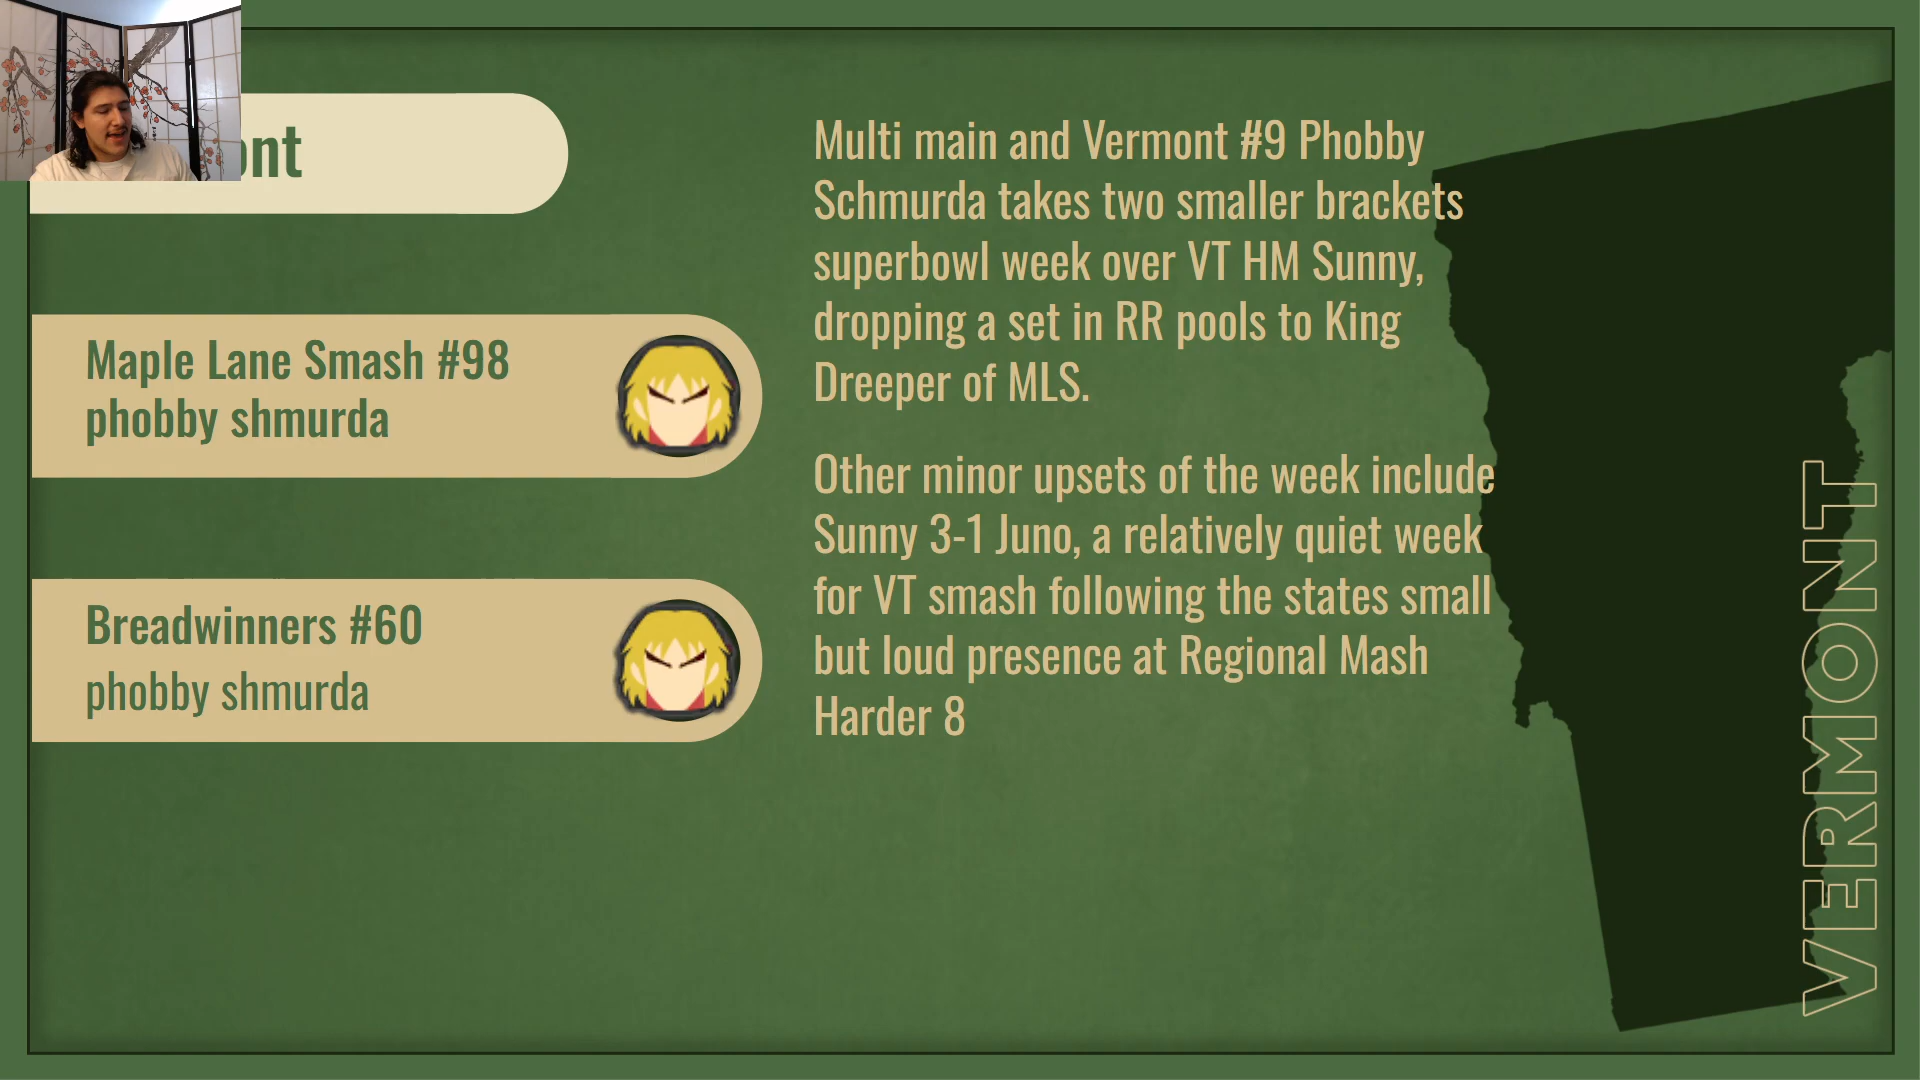 Maple Lane Smash #98
phobby shmurda
Breadwinners #60
phobby shmurda
Multi main and Vermont #9 Phobby
Schmurda takes two smaller brackets
superbowl week over VT HM Sunny,
dropping a set in RR pools to King
Dreeper of MLS.
Other minor upsets of the week include
Sunny 3-1 Juno, a relatively quiet week
for VT smash following the states small
but loud presence at Regional Mash
Harder 8
VERMONT